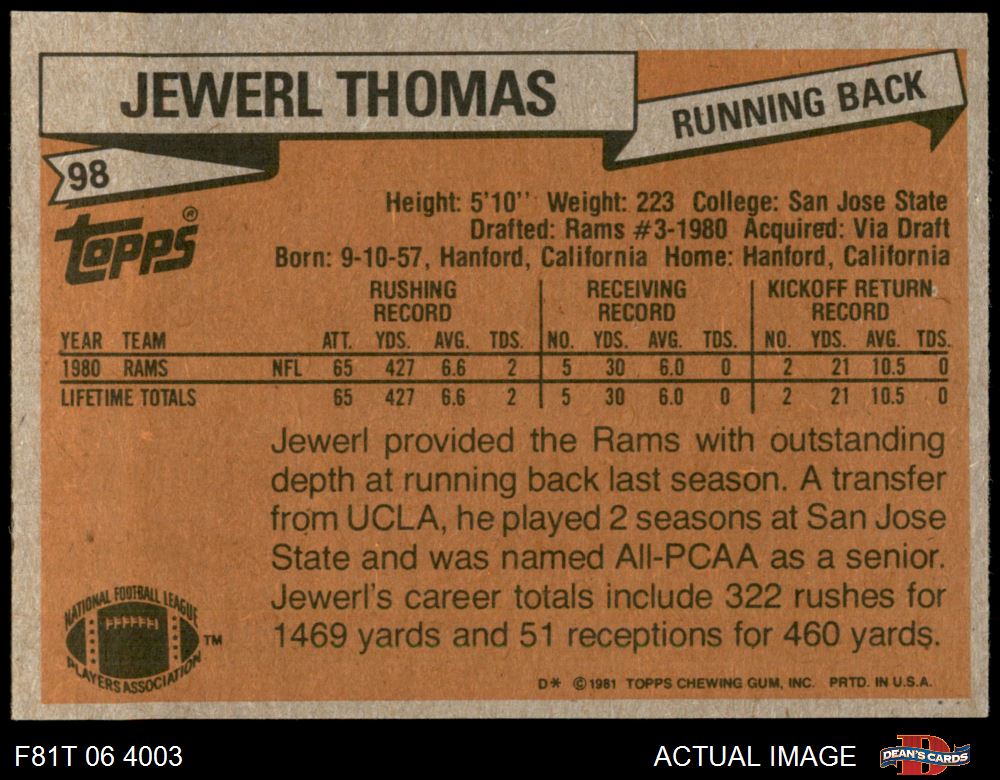 JEWERL THOMAS
RUNNING BACK
98
TOPPS®
Height: 5'10'' Weight: 223 College: San Jose State
Drafted: Rams #3-1980 Acquired: Via Draft
Born: 9-10-57, Hanford, California Home: Hanford, California
RUSHING RECORD RECEIVING RECORD KICKOFF RETURN RECORD
YEAR TEAM ATT. YDS. AVG. TDS. NO. YDS. AVG. TDS. NO. YDS. AVG. TDS.
1980 RAMS NFL 65 427 6.6 2 5 30 6.0 0 2 21 10.5 0
LIFETIME TOTALS 65 427 6.6 2 5 30 6.0 0 2 21 10.5 0
Jewerl provided the Rams with outstanding
depth at running back last season. A transfer
from UCLA, he played 2 seasons at San Jose
State and was named All-PCAA as a senior.
Jewerl's career totals include 322 rushes for
1469 yards and 51 receptions for 460 yards.
NATIONAL FOOTBALL LEAGUE
PLAYERS ASSOCIATION
TM
D* ©1981 TOPPS CHEWING GUM, INC. PRTD. IN U.S.A.
F81T 06 4003
ACTUAL IMAGE
D
DEAN'S CARDS